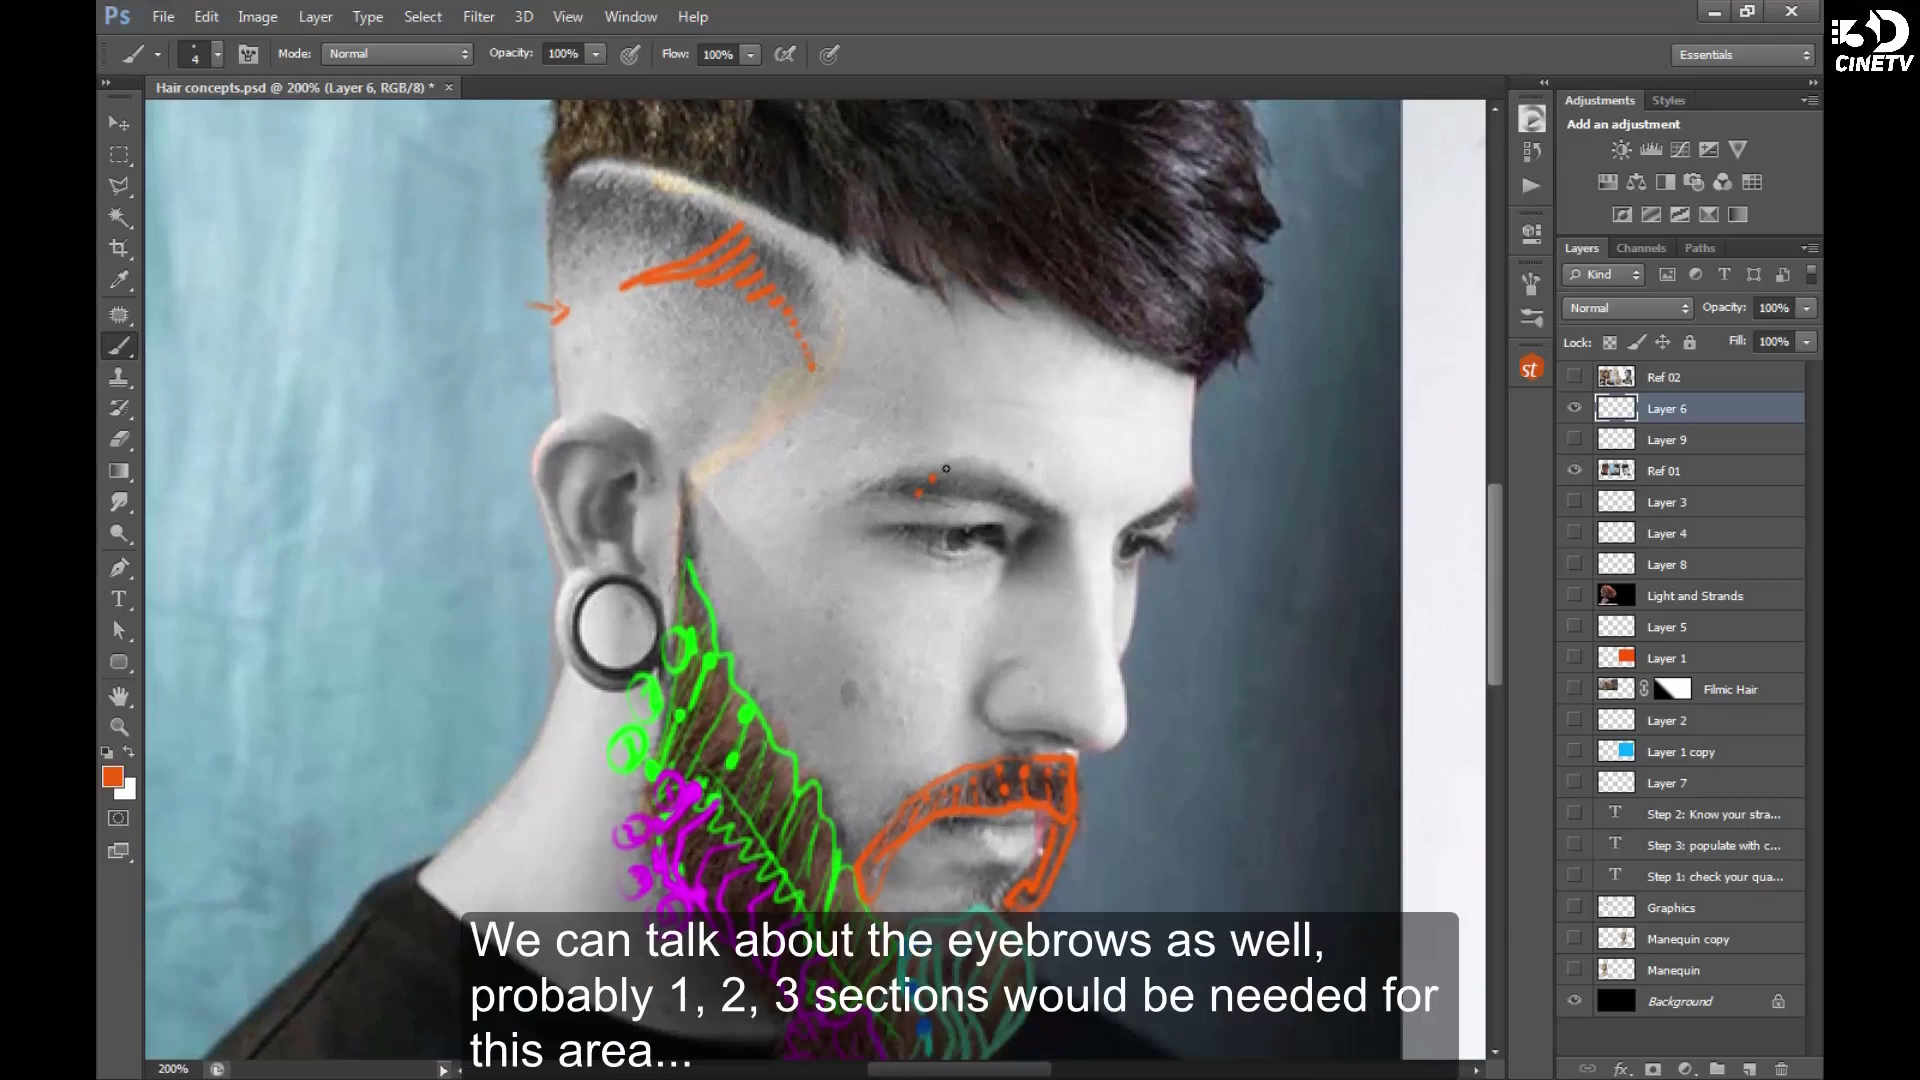 Ps File Edit Image Layer Type Select Filter 3D View Window Help
3D CINETV
4 Mode: Normal Opacity: 100% Flow: 100% Essentials
Hair concepts.psd @ 200% (Layer 6, RGB/8) * ×
Adjustments Styles
Add an adjustment
Layers Channels Paths
Kind
Normal Opacity: 100%
Lock: Fill: 100%
st
Ref 02
Layer 6
Layer 9
Ref 01
Layer 3
Layer 4
Layer 8
Light and Strands
Layer 5
Layer 1
Filmic Hair
Layer 2
Layer 1 copy
Layer 7
Step 2: Know your stra...
Step 3: populate with c...
Step 1: check your qua...
Graphics
Manequin copy
Manequin
Background
We can talk about the eyebrows as well,
probably 1, 2, 3 sections would be needed for
this area...
200%
fx